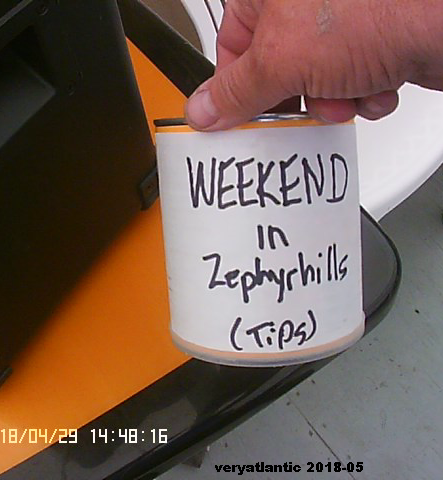 WEEKEND
in
Zephyrhills
(Tips)
18/04/29 14:48:16
veryatlantic 2018-05